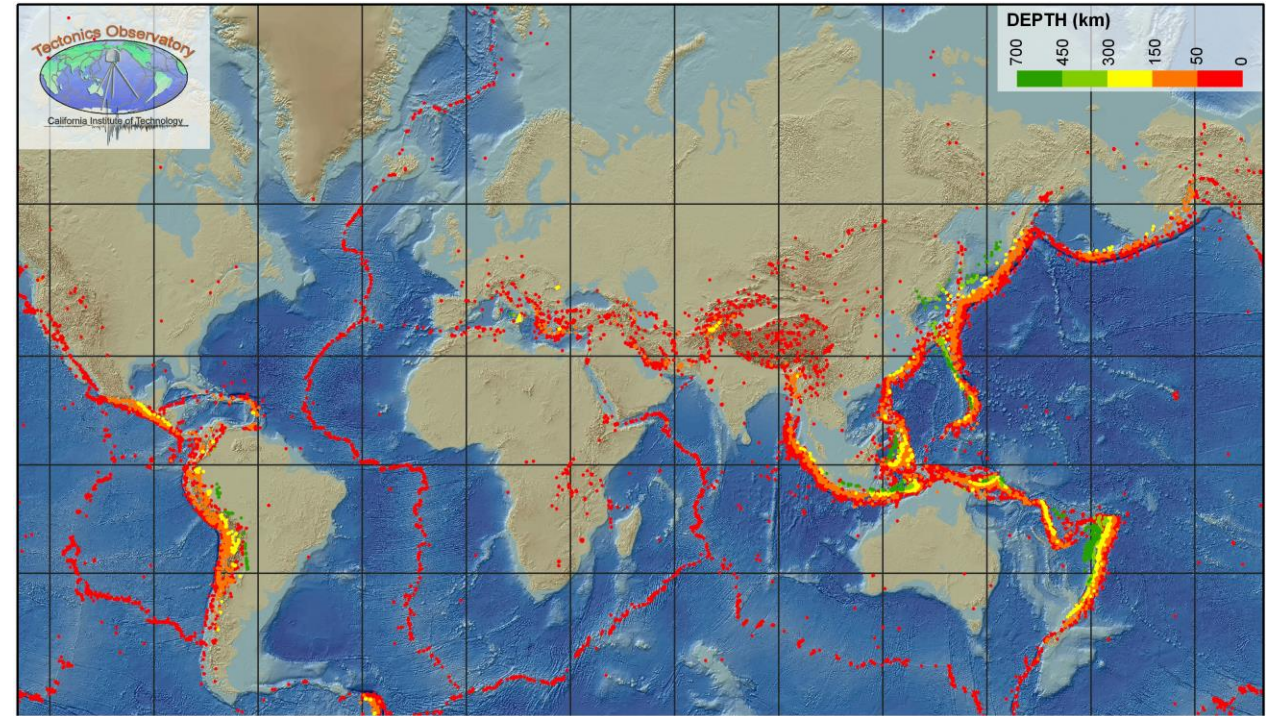 Tectonics Observatory
California Institute of Technology
DEPTH (km)
700 450 300 150 50 0